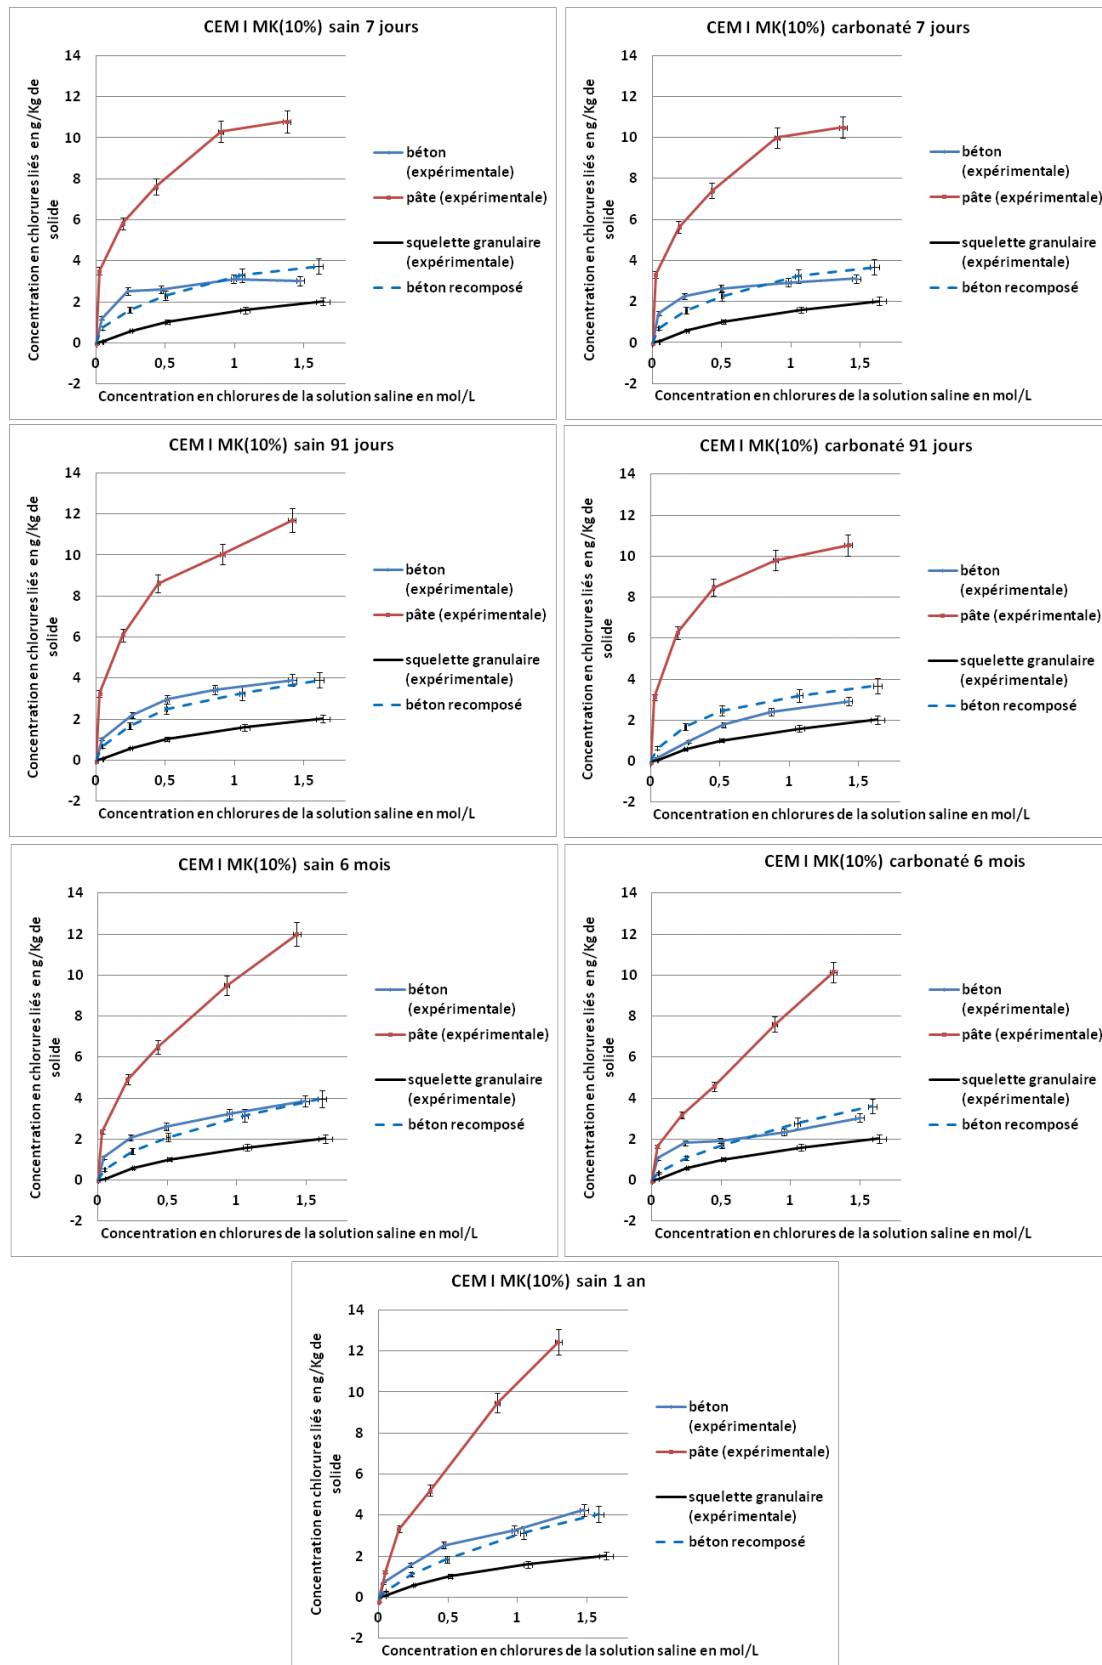 CEM I MK(10%) sain 7 jours
Concentration en chlorures liés en g/Kg de
solide
14
12
10
8
6
4
2
0
-2
0
0,5
1
1,5
Concentration en chlorures de la solution saline en mol/L
béton
(expérimentale)
pâte (expérimentale)
squelette granulaire
(expérimentale)
béton recomposé
CEM I MK(10%) carbonaté 7 jours
Concentration en chlorures liés en g/Kg de
solide
14
12
10
8
6
4
2
0
-2
0
0,5
1
1,5
Concentration en chlorures de la solution saline en mol/L
béton
(expérimentale)
pâte (expérimentale)
squelette granulaire
(expérimentale)
béton recomposé
CEM I MK(10%) sain 91 jours
Concentration en chlorures liés en g/Kg de
solide
14
12
10
8
6
4
2
0
-2
0
0,5
1
1,5
Concentration en chlorures de la solution saline en mol/L
béton
(expérimentale)
pâte (expérimentale)
squelette granulaire
(expérimentale)
béton recomposé
CEM I MK(10%) carbonaté 91 jours
Concentration en chlorures liés en g/Kg de
solide
14
12
10
8
6
4
2
0
-2
0
0,5
1
1,5
Concentration en chlorures de la solution saline en mol/L
béton
(expérimentale)
pâte (expérimentale)
squelette granulaire
(expérimentale)
béton recomposé
CEM I MK(10%) sain 6 mois
Concentration en chlorures liés en g/Kg de
solide
14
12
10
8
6
4
2
0
-2
0
0,5
1
1,5
Concentration en chlorures de la solution saline en mol/L
béton
(expérimentale)
pâte (expérimentale)
squelette granulaire
(expérimentale)
béton recomposé
CEM I MK(10%) carbonaté 6 mois
Concentration en chlorures liés en g/Kg de
solide
14
12
10
8
6
4
2
0
-2
0
0,5
1
1,5
Concentration en chlorures de la solution saline en mol/L
béton
(expérimentale)
pâte (expérimentale)
squelette granulaire
(expérimentale)
béton recomposé
CEM I MK(10%) sain 1 an
Concentration en chlorures liés en g/Kg de
solide
14
12
10
8
6
4
2
0
-2
0
0,5
1
1,5
Concentration en chlorures de la solution saline en mol/L
béton
(expérimentale)
pâte (expérimentale)
squelette granulaire
(expérimentale)
béton recomposé